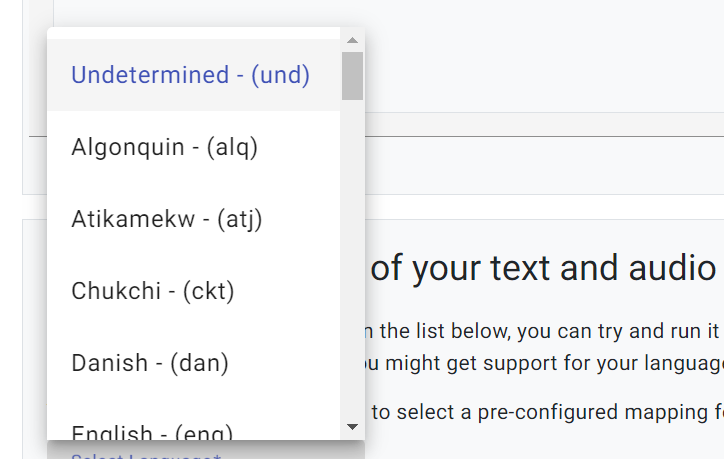 Undetermined - (und)
Algonquin - (alq)
Atikamekw - (atj)
Chukchi - (ckt)
Danish - (dan)
English - (eng)
Select Language*
of your text and audio
n the list below, you can try and run it
u might get support for your language
to select a pre-configured mapping f